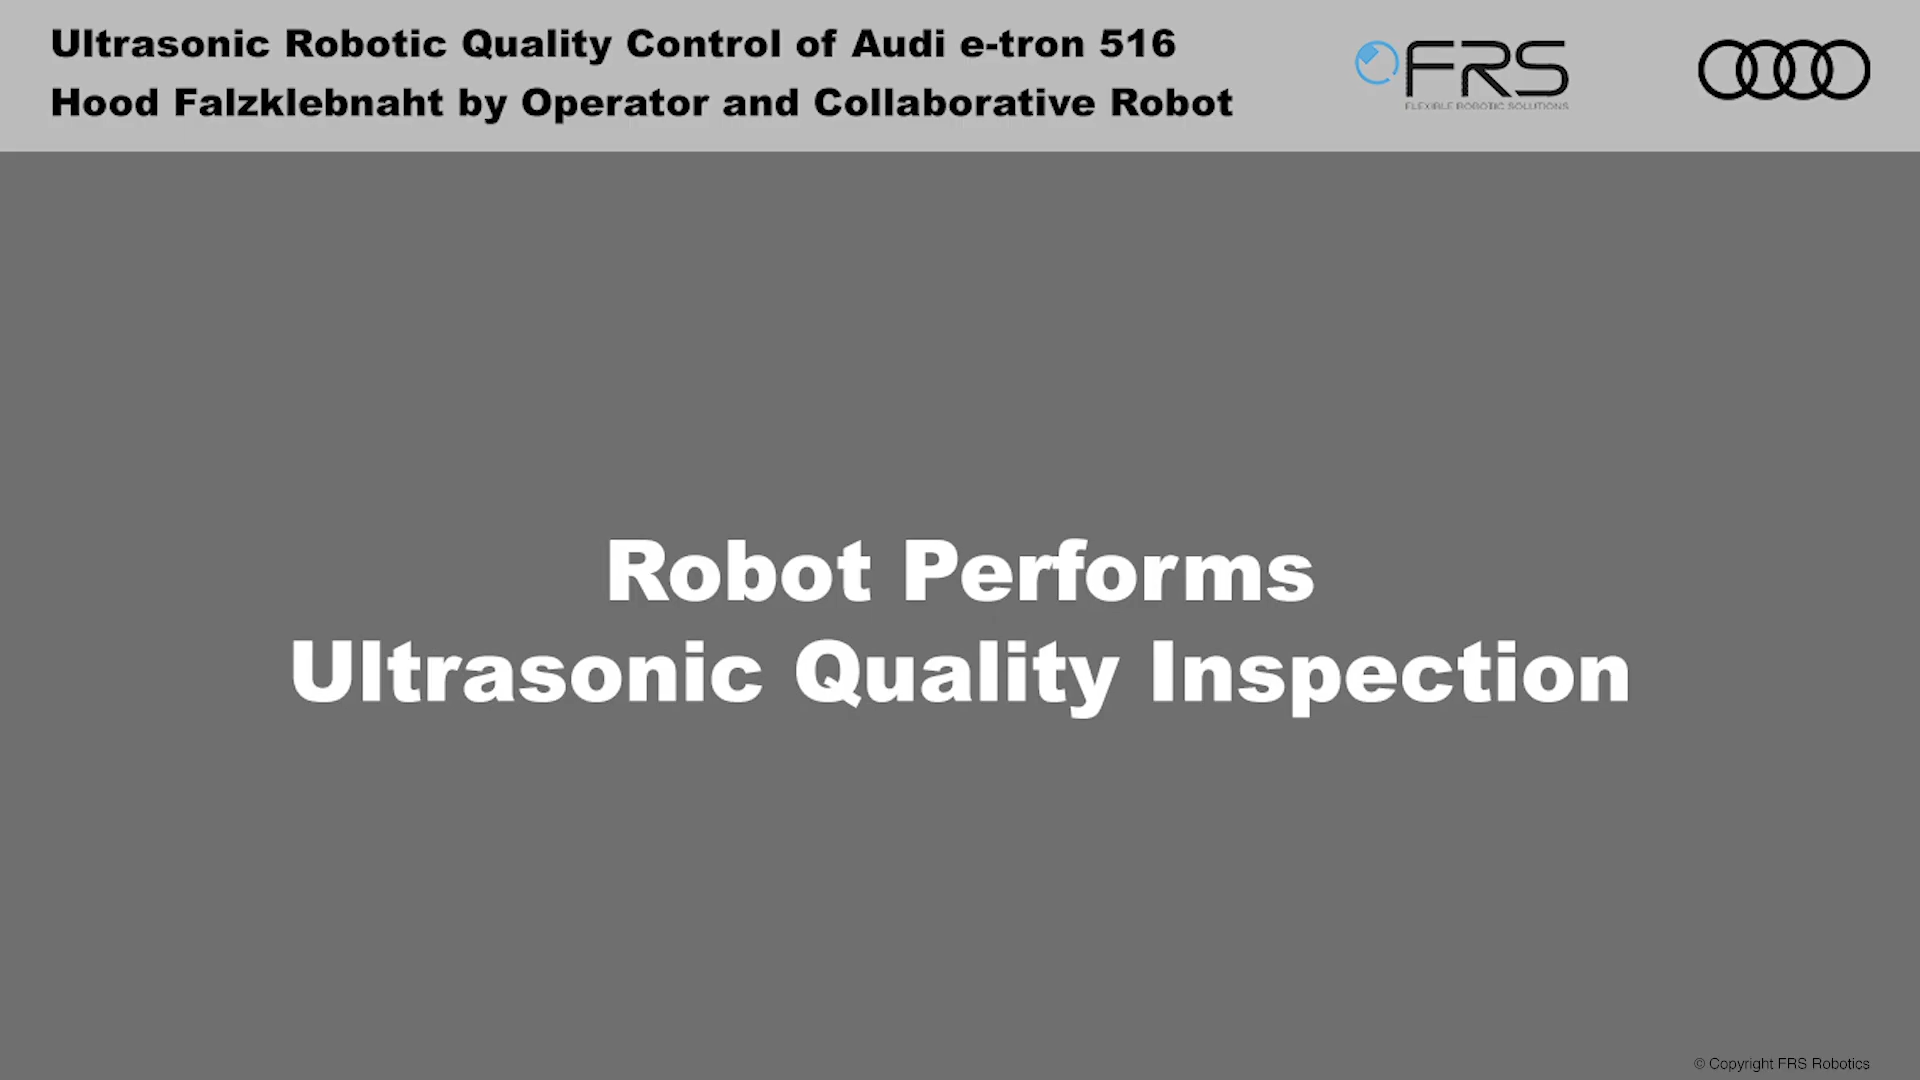 Ultrasonic Robotic Quality Control of Audi e-tron 516
Hood Falzklebnaht by Operator and Collaborative Robot
FRS
FLEXIBLE ROBOTIC SOLUTIONS
Robot Performs
Ultrasonic Quality Inspection
© Copyright FRS Robotics